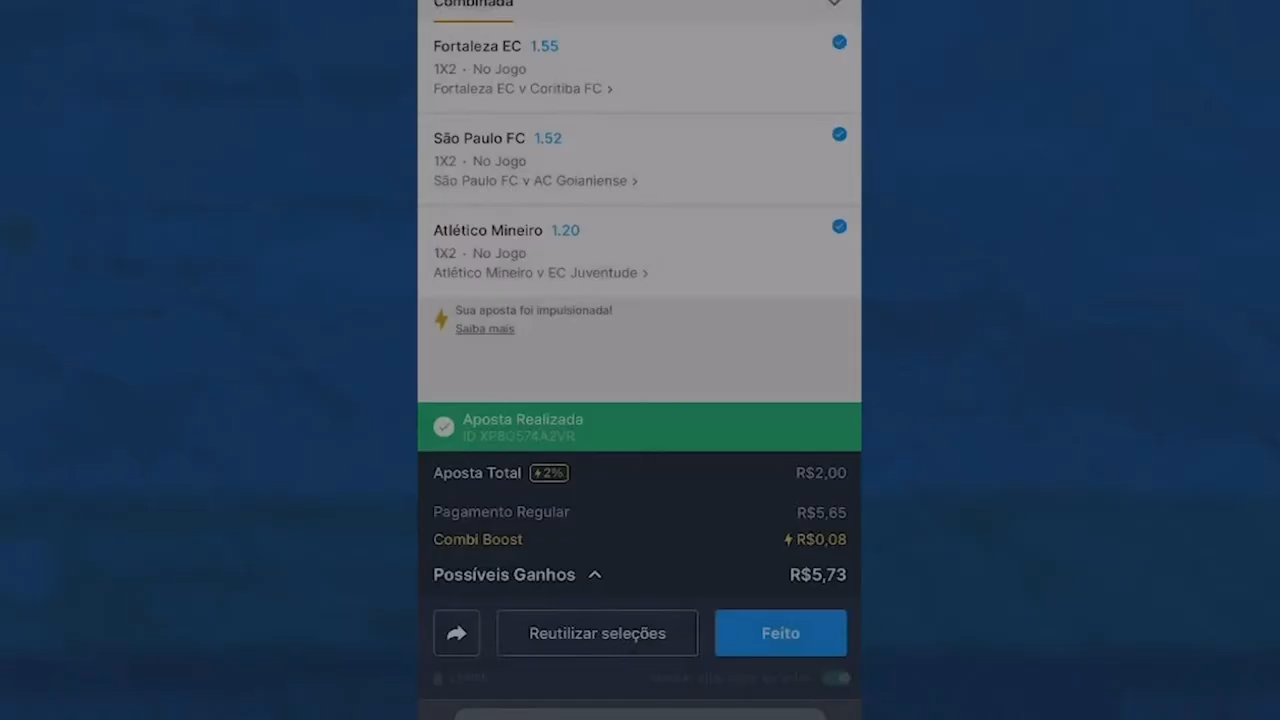 Combinada
Fortaleza EC 1.55
1X2 · No Jogo
Fortaleza EC v Coritiba FC >
São Paulo FC 1.52
1X2 · No Jogo
São Paulo FC v AC Goianiense >
Atlético Mineiro 1.20
1X2 · No Jogo
Atlético Mineiro v EC Juventude >
Sua aposta foi impulsionada!
Saiba mais
Aposta Realizada
ID XP80574A2VR
Aposta Total 2% R$2,00
Pagamento Regular R$5,65
Combi Boost R$0,08
Possíveis Ganhos R$5,73
Reutilizar seleções
Feito